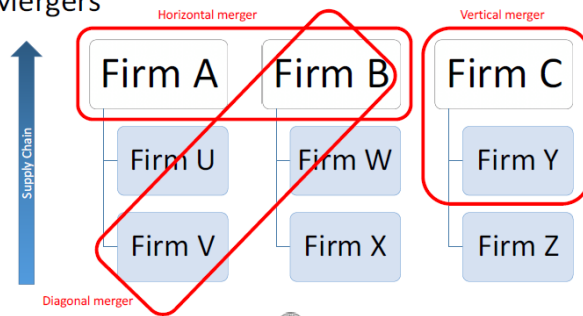 Mergers
Horizontal merger
Vertical merger
Firm A
Firm B
Firm C
Supply Chain
Firm U
Firm W
Firm Y
Firm V
Firm X
Firm Z
Diagonal merger